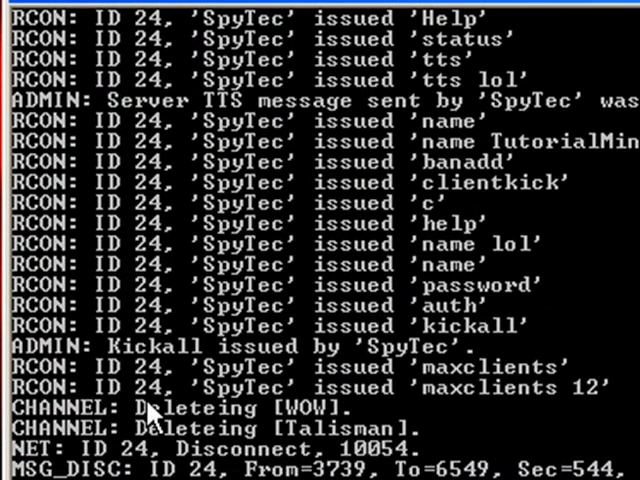 RCON: ID 24, 'SpyTec' issued 'Help'
RCON: ID 24, 'SpyTec' issued 'status'
RCON: ID 24, 'SpyTec' issued 'tts'
RCON: ID 24, 'SpyTec' issued 'tts lol'
ADMIN: Server TTS message sent by 'SpyTec' was
RCON: ID 24, 'SpyTec' issued 'name'
RCON: ID 24, 'SpyTec' issued 'name TutorialMin
RCON: ID 24, 'SpyTec' issued 'banadd'
RCON: ID 24, 'SpyTec' issued 'clientkick'
RCON: ID 24, 'SpyTec' issued 'c'
RCON: ID 24, 'SpyTec' issued 'help'
RCON: ID 24, 'SpyTec' issued 'name lol'
RCON: ID 24, 'SpyTec' issued 'name'
RCON: ID 24, 'SpyTec' issued 'password'
RCON: ID 24, 'SpyTec' issued 'auth'
RCON: ID 24, 'SpyTec' issued 'kickall'
ADMIN: Kickall issued by 'SpyTec'.
RCON: ID 24, 'SpyTec' issued 'maxclients'
RCON: ID 24, 'SpyTec' issued 'maxclients 12'
CHANNEL: Deleteing [WOW].
CHANNEL: Deleteing [Talisman].
NET: ID 24, Disconnect, 10054.
MSG_DISC: ID 24, From=3739, To=6549, Sec=544,